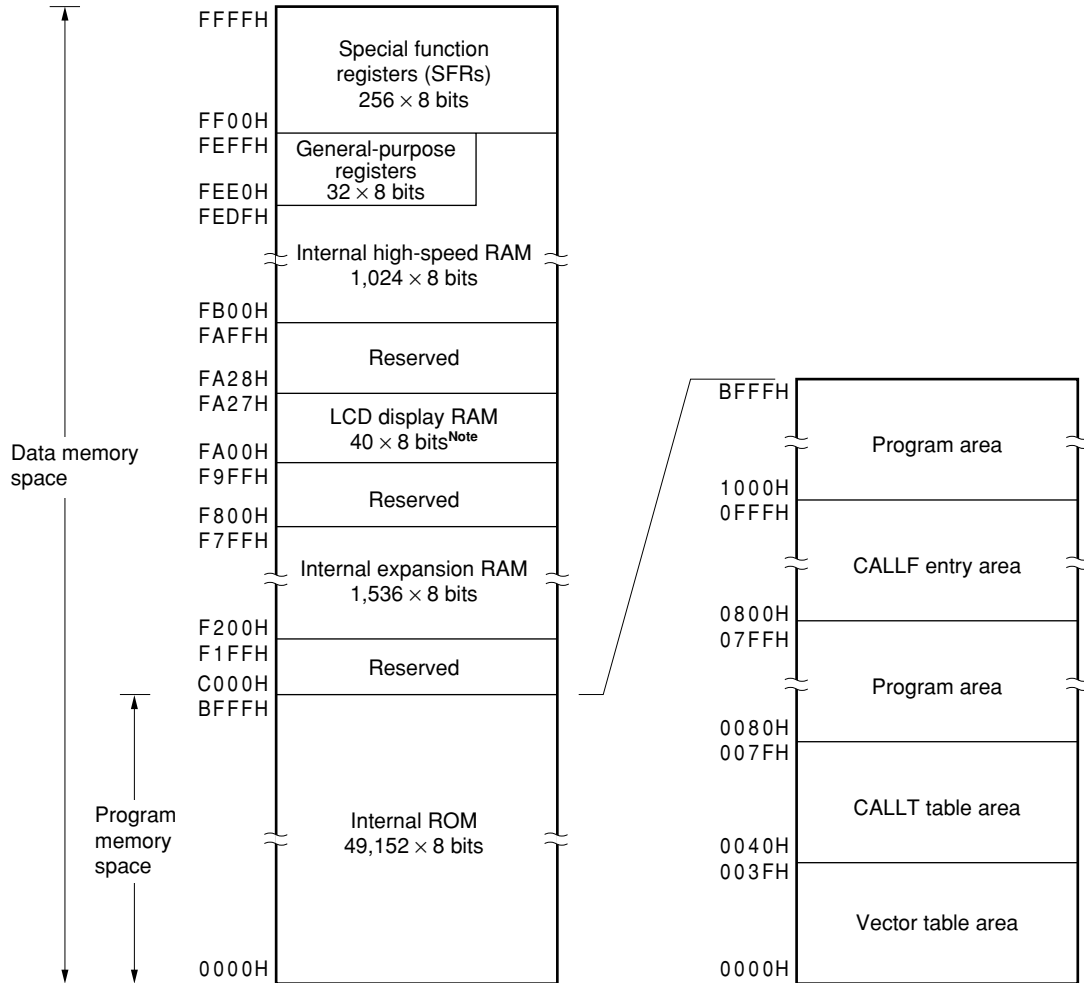 FFFFH
Special function
registers (SFRs)
256 × 8 bits
FF00H
FEFFH
General-purpose
registers
32 × 8 bits
FEE0H
FEDFH
Internal high-speed RAM
1,024 × 8 bits
FB00H
FAFFH
Reserved
FA28H
FA27H
LCD display RAM
40 × 8 bitsNote
FA00H
F9FFH
Reserved
F800H
F7FFH
Internal expansion RAM
1,536 × 8 bits
F200H
F1FFH
Reserved
C000H
BFFFH
Internal ROM
49,152 × 8 bits
0000H
Data memory
space
Program
memory
space
BFFFH
Program area
1000H
0FFFH
CALLF entry area
0800H
07FFH
Program area
0080H
007FH
CALLT table area
0040H
003FH
Vector table area
0000H